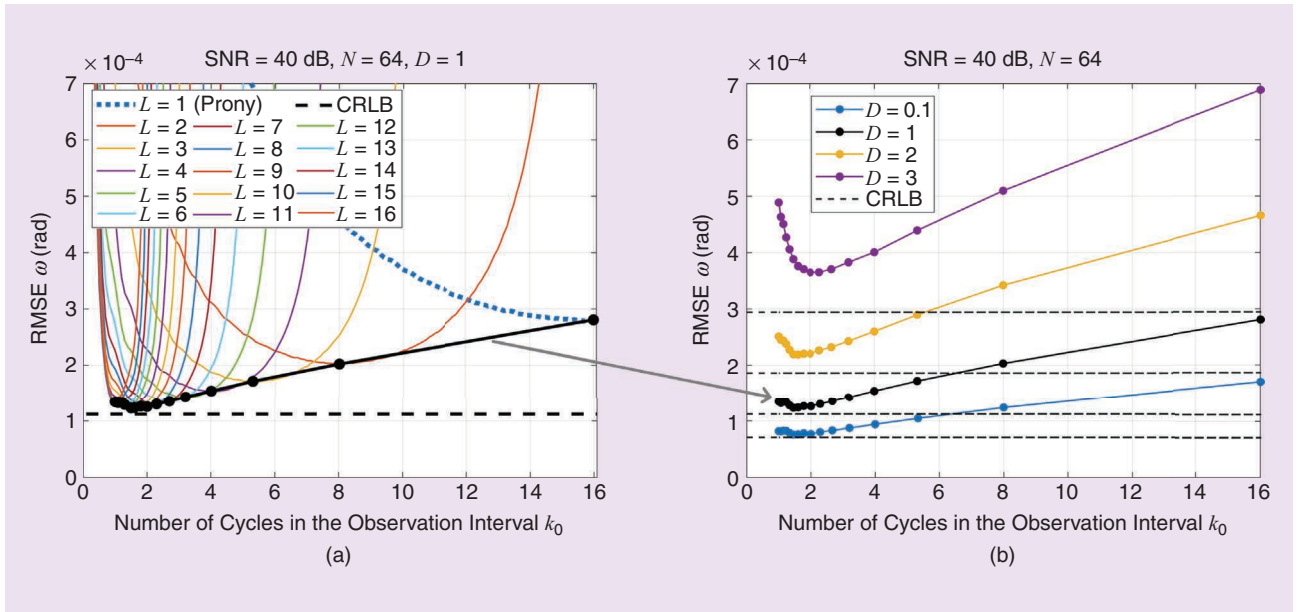 SNR = 40 dB, N = 64, D = 1
× 10–4
7
6
5
4
3
2
1
0
RMSE ω (rad)
L = 1 (Prony)
CRLB
L = 2
L = 3
L = 4
L = 5
L = 6
L = 7
L = 8
L = 9
L = 10
L = 11
L = 12
L = 13
L = 14
L = 15
L = 16
0 2 4 6 8 10 12 14 16
Number of Cycles in the Observation Interval k0
(a)
SNR = 40 dB, N = 64
× 10–4
7
6
5
4
3
2
1
0
RMSE ω (rad)
D = 0.1
D = 1
D = 2
D = 3
CRLB
0 2 4 6 8 10 12 14 16
Number of Cycles in the Observation Interval k0
(b)